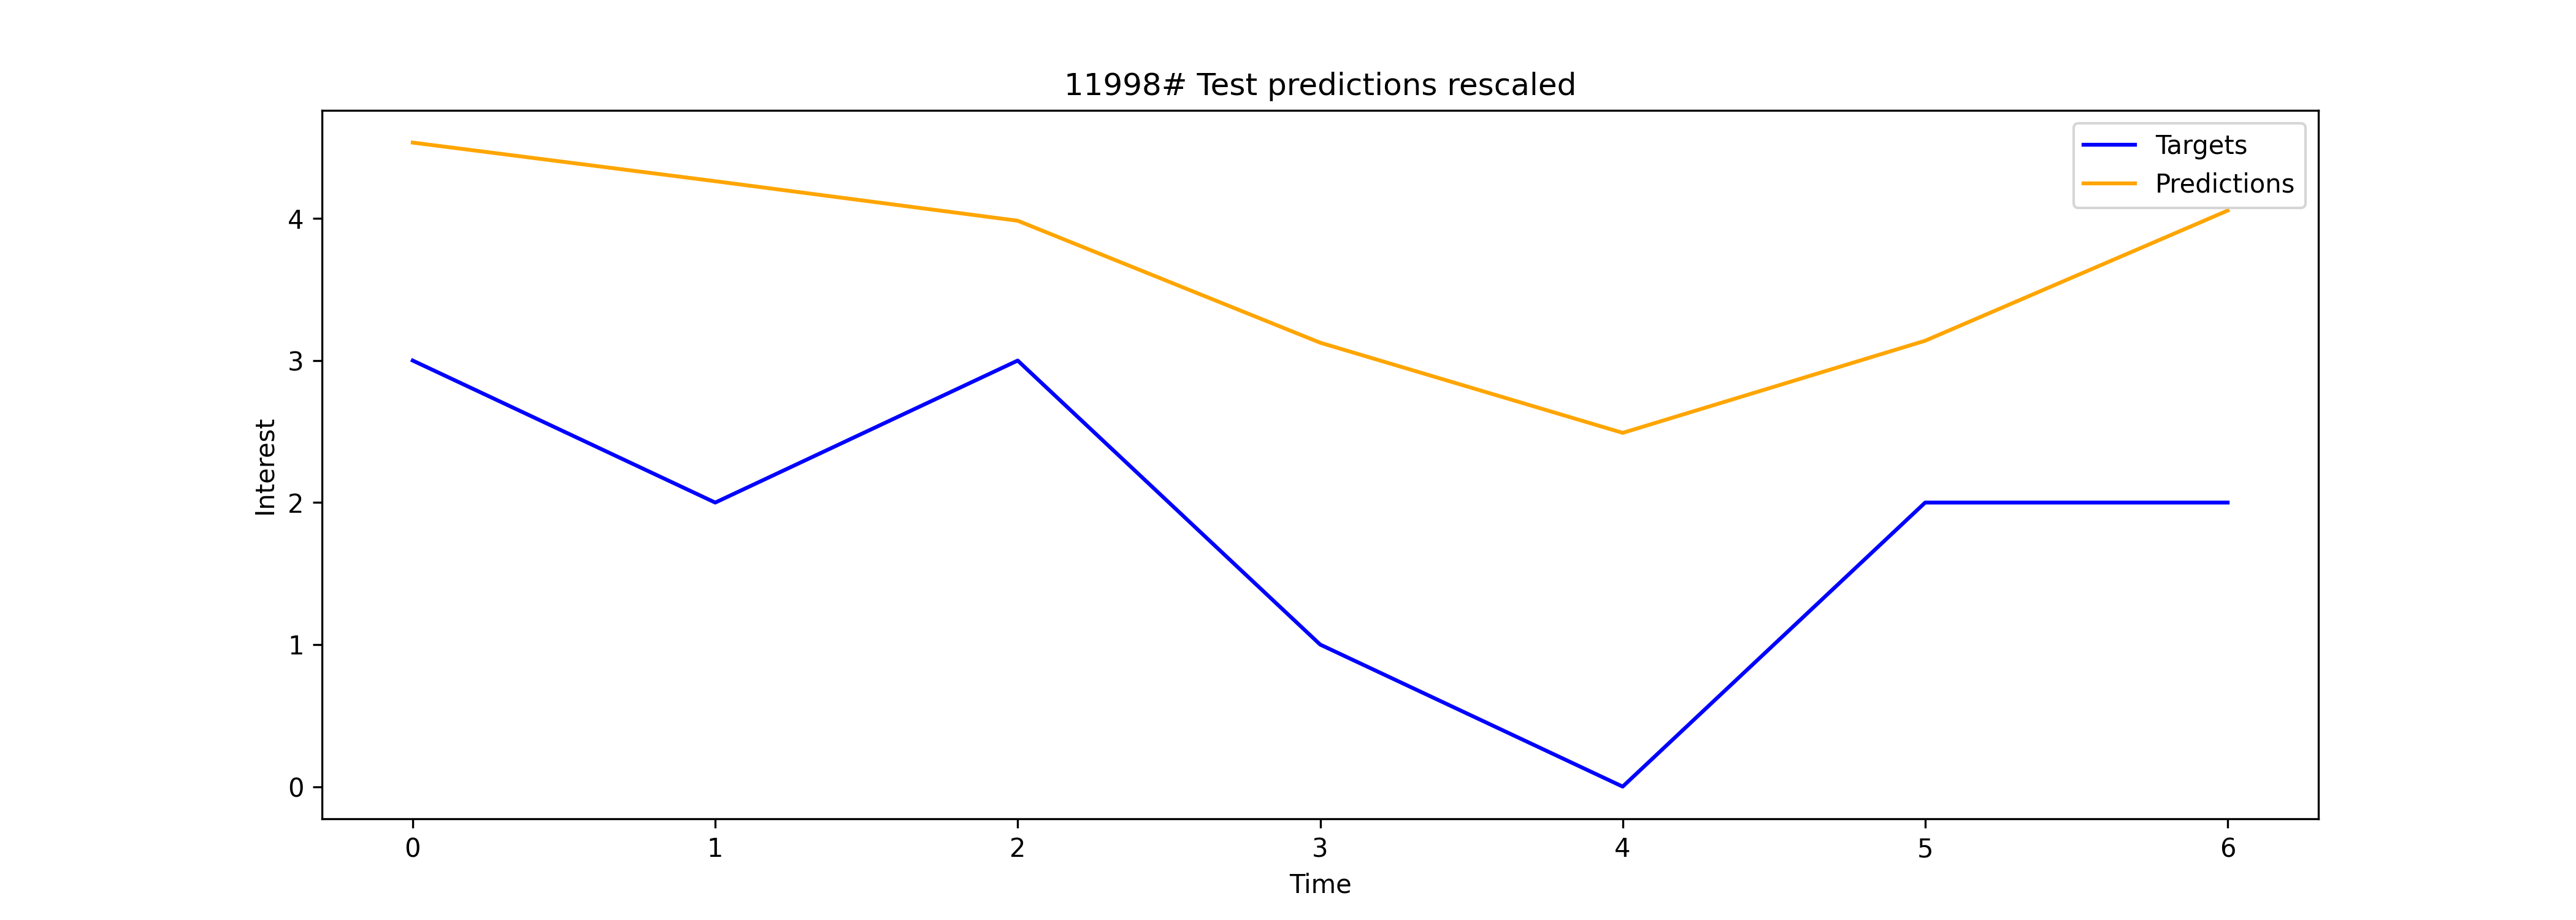 11998# Test predictions rescaled
Targets
Predictions
Interest
4
3
2
1
0
0 1 2 3 4 5 6
Time